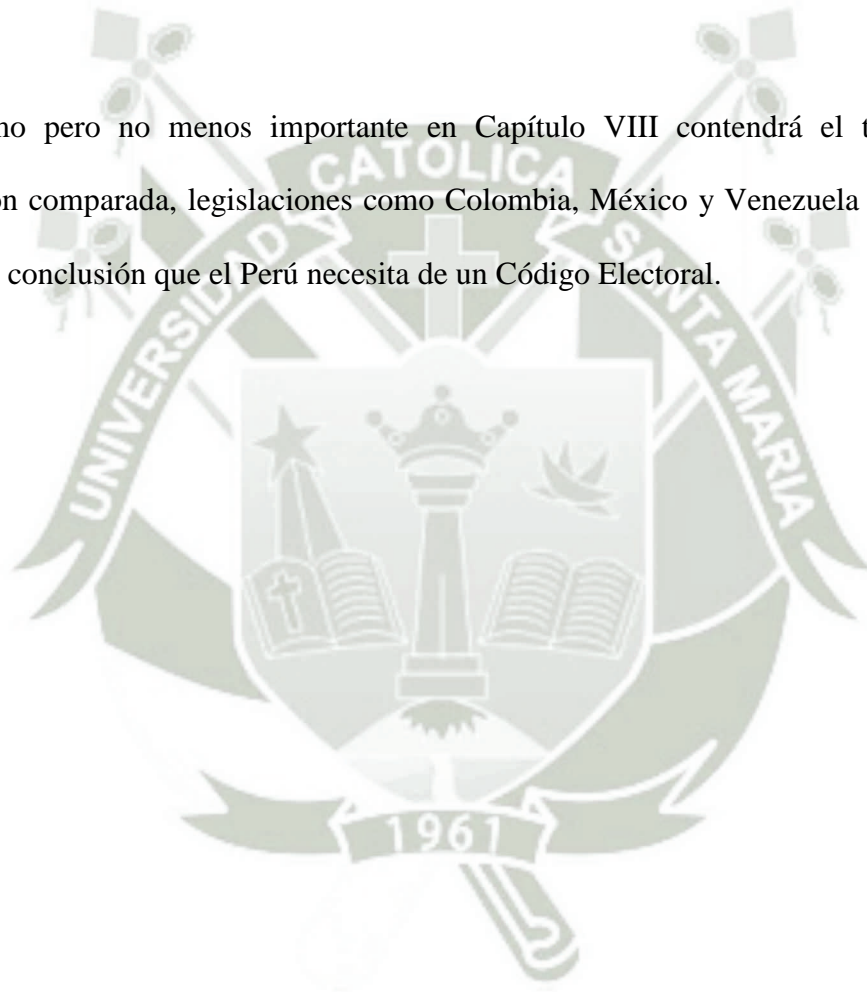 no pero no menos importante en Capítulo VIII contendrá el t
n comparada, legislaciones como Colombia, México y Venezuela
conclusión que el Perú necesita de un Código Electoral.
UNIVERSIDAD CATOLICA SANTA MARIA
1961